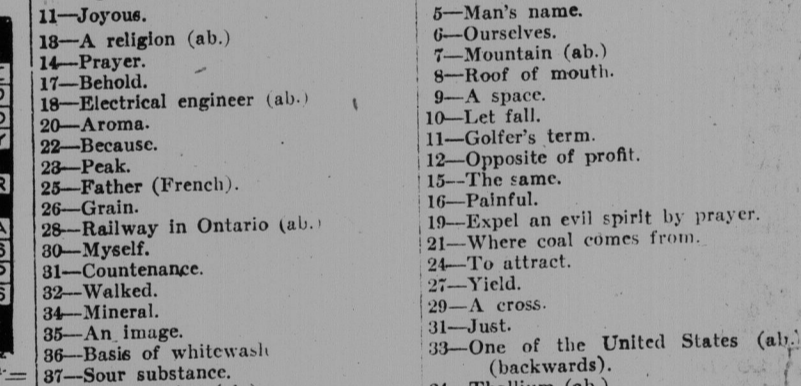 11—Joyous.
13—A religion (ab.)
14—Prayer.
17—Behold.
18—Electrical engineer (ab.)
20—Aroma.
22—Because.
23—Peak.
25—Father (French).
26—Grain.
28—Railway in Ontario (ab.)
30—Myself.
31—Countenance.
32—Walked.
34—Mineral.
35—An image.
36—Basis of whitewash
37—Sour substance.
5—Man's name.
6—Ourselves.
7—Mountain (ab.)
8—Roof of mouth.
9—A space.
10—Let fall.
11—Golfer's term.
12—Opposite of profit.
15—The same.
16—Painful.
19—Expel an evil spirit by prayer.
21—Where coal comes from.
24—To attract.
27—Yield.
29—A cross.
31—Just.
33—One of the United States (ab.)
(backwards).